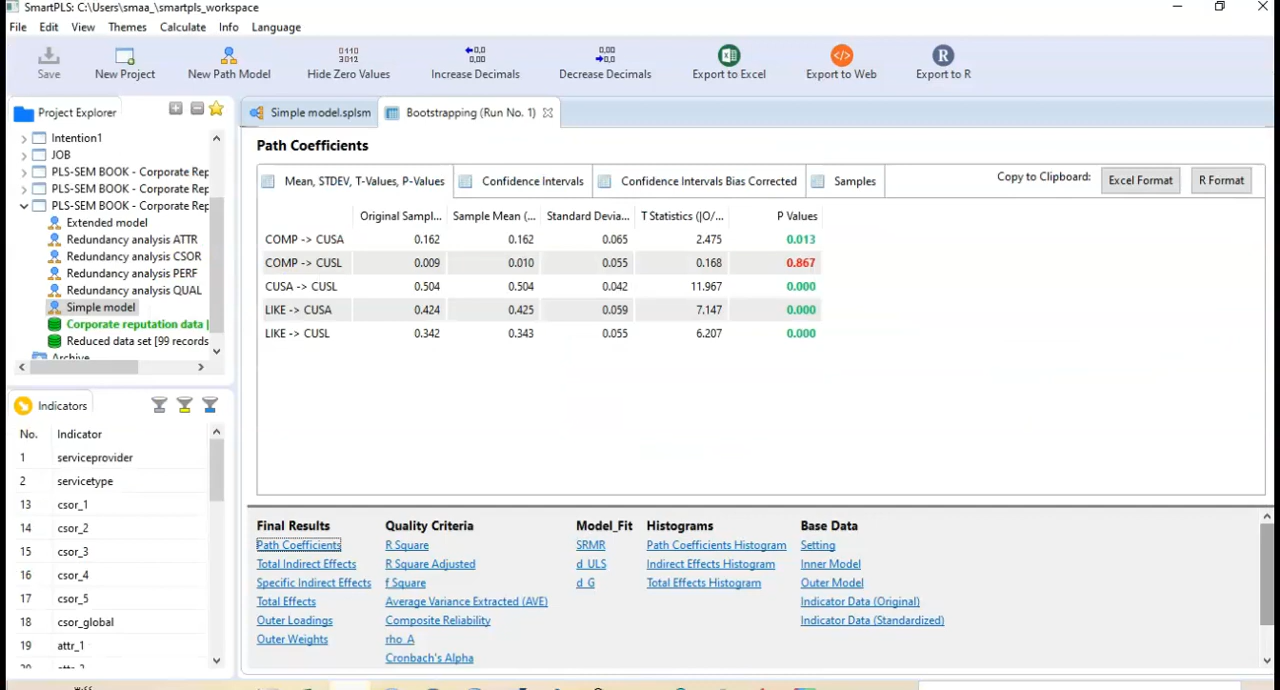 SmartPLS: C:\Users\smaa_\smartpls_workspace
File Edit View Themes Calculate Info Language
0110
3012
←0,0
0,00
0,00
→0,0
</>
R
Save New Project New Path Model Hide Zero Values Increase Decimals Decrease Decimals Export to Excel Export to Web Export to R
Project Explorer
Intention1
JOB
PLS-SEM BOOK - Corporate Rep
PLS-SEM BOOK - Corporate Rep
PLS-SEM BOOK - Corporate Rep
Extended model
Redundancy analysis ATTR
Redundancy analysis CSOR
Redundancy analysis PERF
Redundancy analysis QUAL
Simple model
Corporate reputation data [
Reduced data set [99 records
Archive
Indicators
No. Indicator
1 serviceprovider
2 servicetype
13 csor_1
14 csor_2
15 csor_3
16 csor_4
17 csor_5
18 csor_global
19 attr_1
Simple model.splsm Bootstrapping (Run No. 1)
Path Coefficients
Mean, STDEV, T-Values, P-Values Confidence Intervals Confidence Intervals Bias Corrected Samples Copy to Clipboard: Excel Format R Format
Original Sampl... Sample Mean (... Standard Devia... T Statistics (|O/... P Values
COMP -> CUSA 0.162 0.162 0.065 2.475 0.013
COMP -> CUSL 0.009 0.010 0.055 0.168 0.867
CUSA -> CUSL 0.504 0.504 0.042 11.967 0.000
LIKE -> CUSA 0.424 0.425 0.059 7.147 0.000
LIKE -> CUSL 0.342 0.343 0.055 6.207 0.000
Final Results Quality Criteria Model_Fit Histograms Base Data
Path Coefficients R Square SRMR Path Coefficients Histogram Setting
Total Indirect Effects R Square Adjusted d_ULS Indirect Effects Histogram Inner Model
Specific Indirect Effects f Square d_G Total Effects Histogram Outer Model
Total Effects Average Variance Extracted (AVE) Indicator Data (Original)
Outer Loadings Composite Reliability Indicator Data (Standardized)
Outer Weights rho_A
Cronbach's Alpha